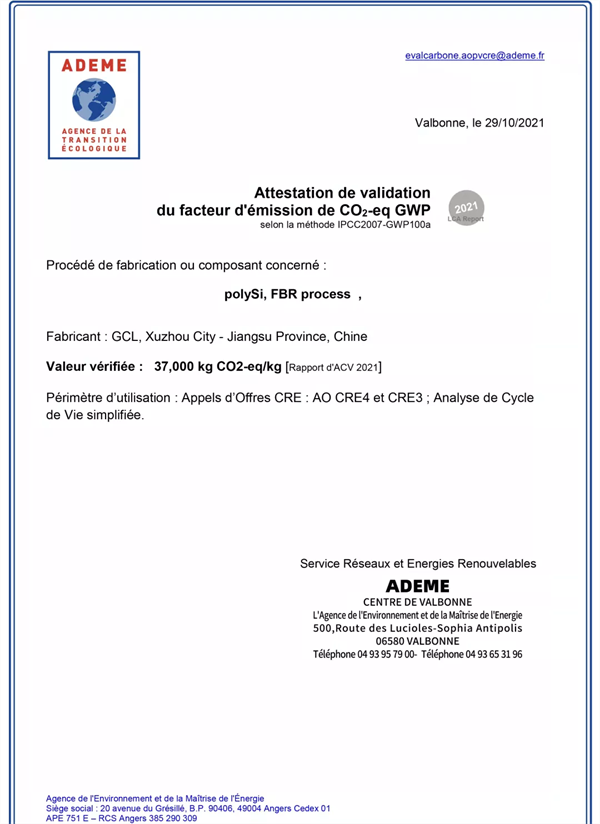 evalcarbone.aopvcre@ademe.fr
ADEME
AGENCE DE LA
TRANSITION
ÉCOLOGIQUE
Valbonne, le 29/10/2021
Attestation de validation
du facteur d'émission de CO₂-eq GWP
selon la méthode IPCC2007-GWP100a
2021
LCA Report
Procédé de fabrication ou composant concerné :
polySi, FBR process ,
Fabricant : GCL, Xuzhou City - Jiangsu Province, Chine
Valeur vérifiée : 37,000 kg CO2-eq/kg [Rapport d'ACV 2021]
Périmètre d'utilisation : Appels d'Offres CRE : AO CRE4 et CRE3 ; Analyse de Cycle
de Vie simplifiée.
Service Réseaux et Energies Renouvelables
ADEME
CENTRE DE VALBONNE
L'Agence de l'Environnement et de la Maîtrise de l'Energie
500,Route des Lucioles-Sophia Antipolis
06580 VALBONNE
Téléphone 04 93 95 79 00- Téléphone 04 93 65 31 96
Agence de l'Environnement et de la Maîtrise de l'Énergie
Siège social : 20 avenue du Grésillé, B.P. 90406, 49004 Angers Cedex 01
APE 751 E – RCS Angers 385 290 309